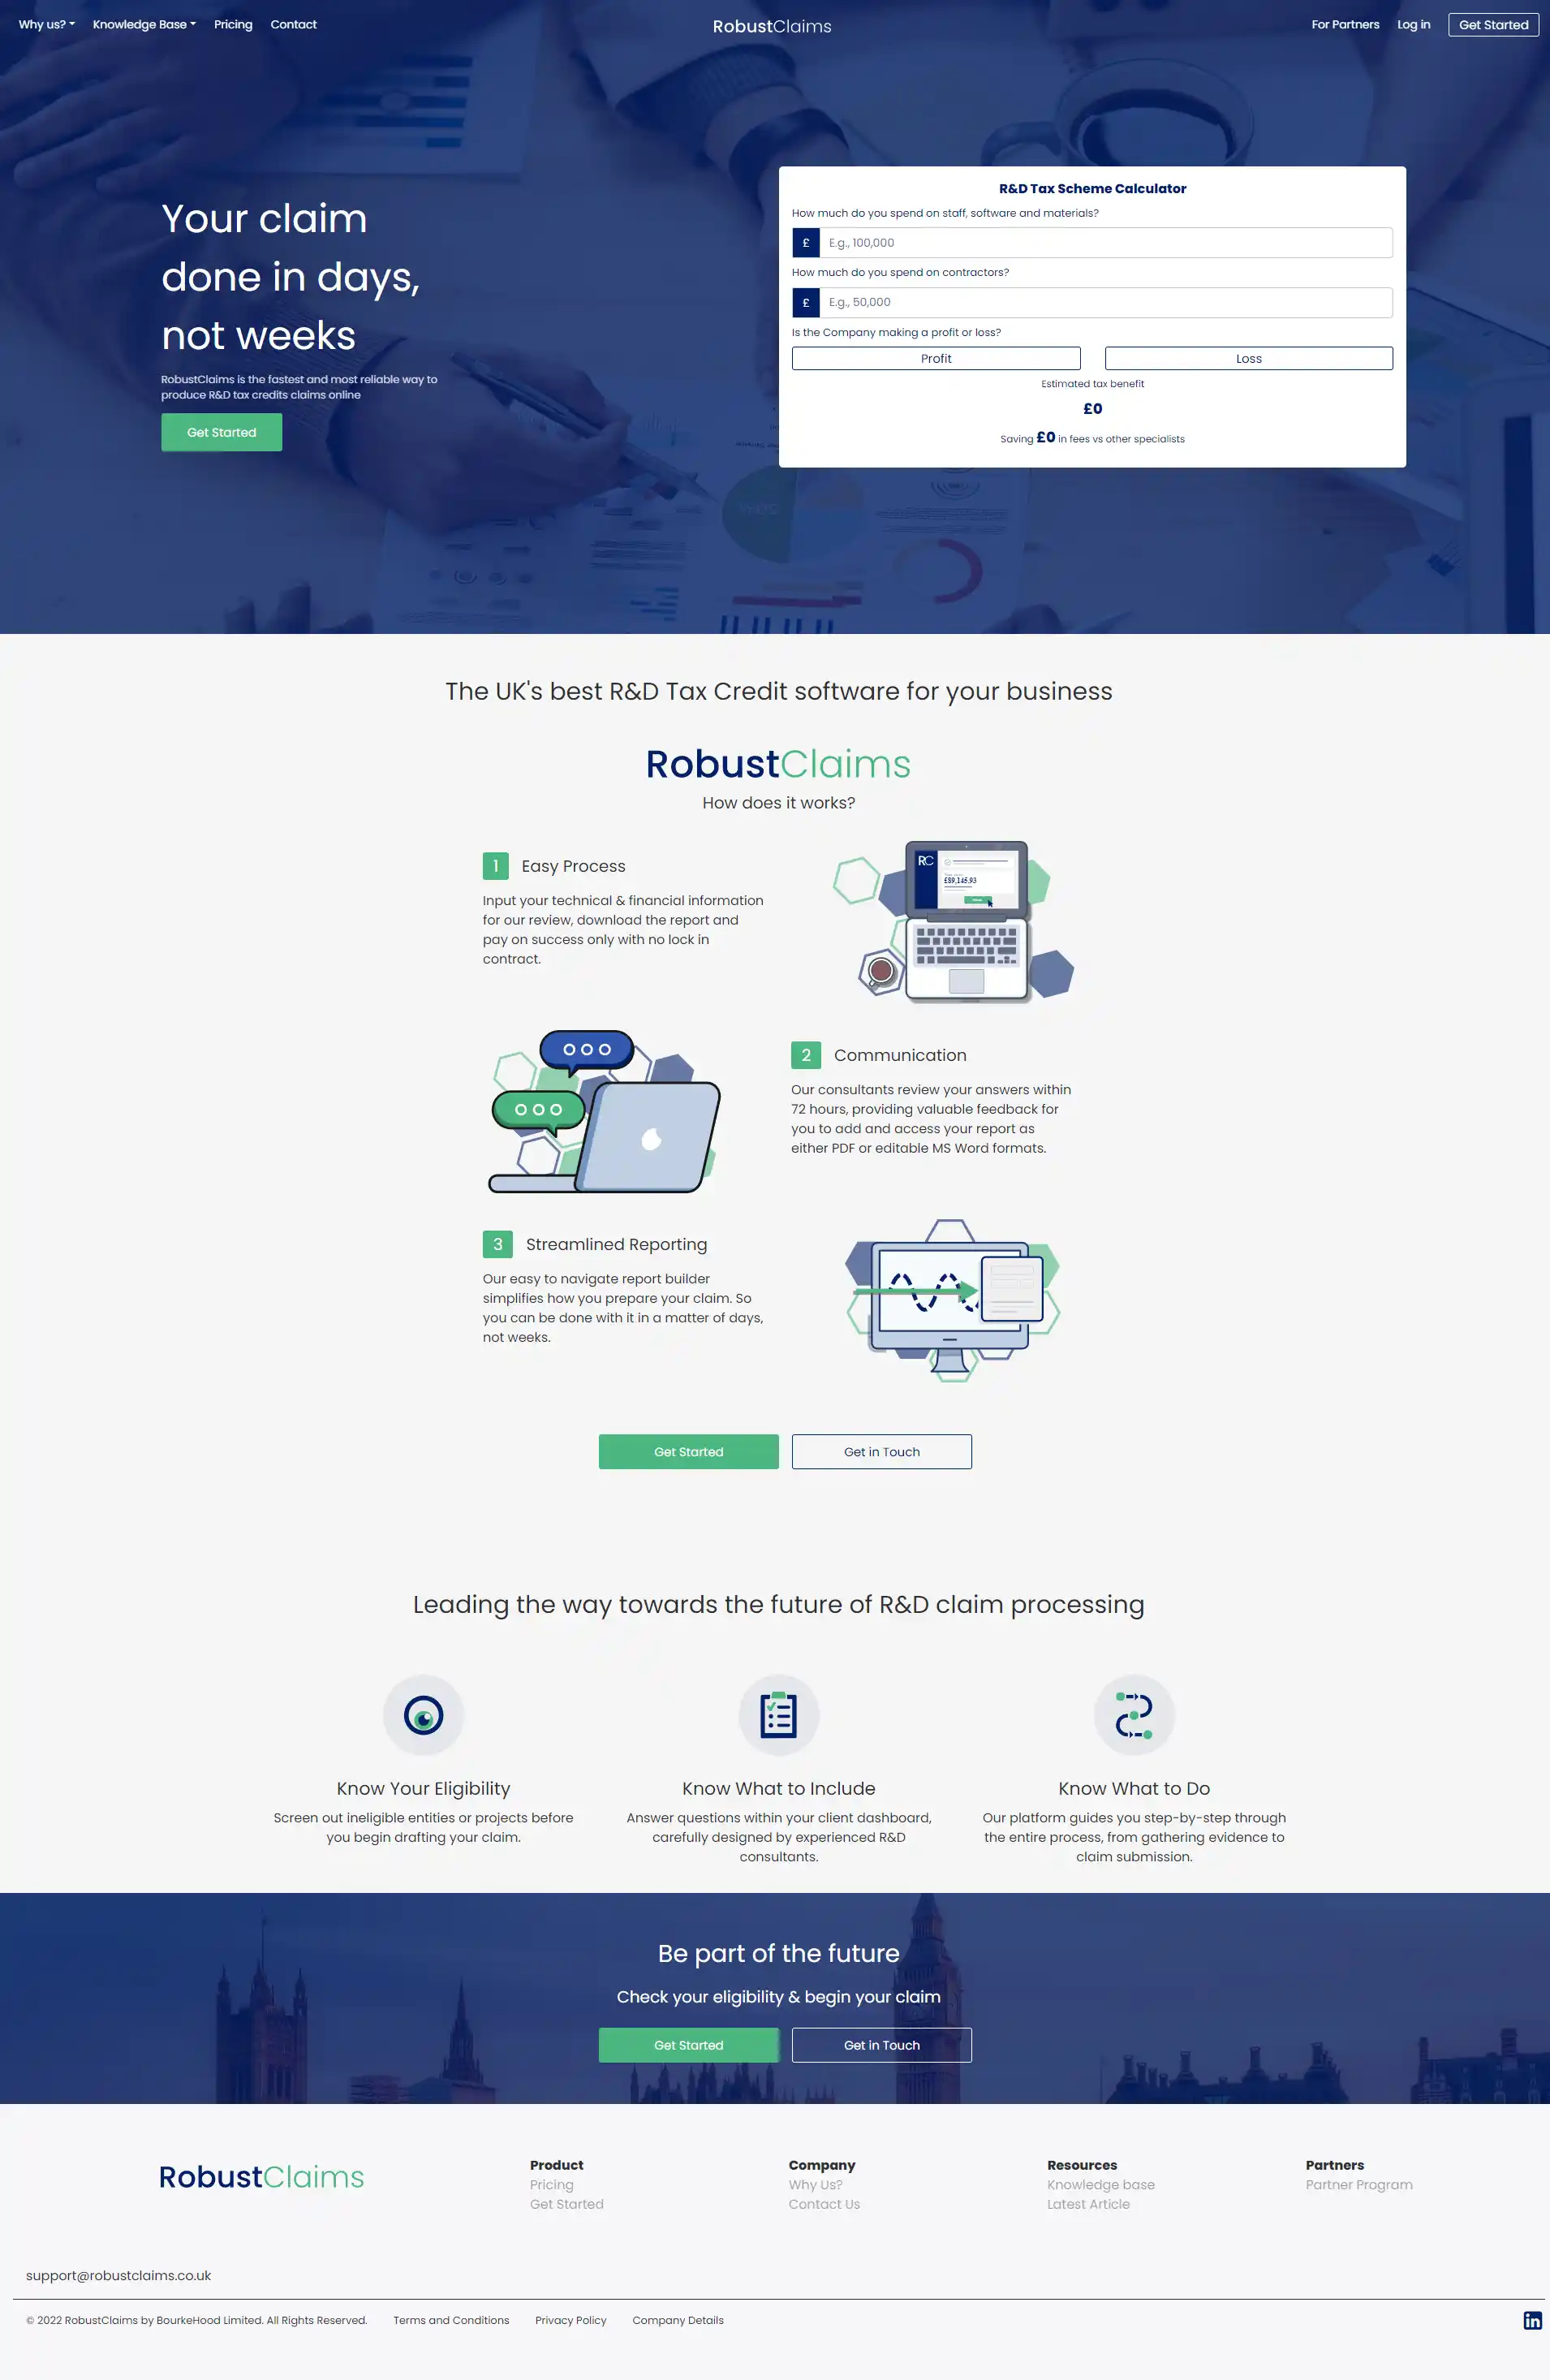 Why us?
Knowledge Base
Pricing
Contact
RobustClaims
For Partners
Log in
Get Started
Your claim
done in days,
not weeks
RobustClaims is the fastest and most reliable way to
produce R&D tax credits claims online
Get Started
R&D Tax Scheme Calculator
How much do you spend on staff, software and materials?
£ E.g., 100,000
How much do you spend on contractors?
£ E.g., 50,000
Is the Company making a profit or loss?
Profit
Loss
Estimated tax benefit
£0
Saving £0 in fees vs other specialists
The UK's best R&D Tax Credit software for your business
RobustClaims
How does it works?
1 Easy Process
Input your technical & financial information
for our review, download the report and
pay on success only with no lock in
contract.
RC
£89,145.93
2 Communication
Our consultants review your answers within
72 hours, providing valuable feedback for
you to add and access your report as
either PDF or editable MS Word formats.
3 Streamlined Reporting
Our easy to navigate report builder
simplifies how you prepare your claim. So
you can be done with it in a matter of days,
not weeks.
Get Started
Get in Touch
Leading the way towards the future of R&D claim processing
Know Your Eligibility
Screen out ineligible entities or projects before
you begin drafting your claim.
Know What to Include
Answer questions within your client dashboard,
carefully designed by experienced R&D
consultants.
Know What to Do
Our platform guides you step-by-step through
the entire process, from gathering evidence to
claim submission.
Be part of the future
Check your eligibility & begin your claim
Get Started
Get in Touch
RobustClaims
Product
Pricing
Get Started
Company
Why Us?
Contact Us
Resources
Knowledge base
Latest Article
Partners
Partner Program
support@robustclaims.co.uk
© 2022 RobustClaims by BourkeHood Limited. All Rights Reserved.
Terms and Conditions
Privacy Policy
Company Details
in